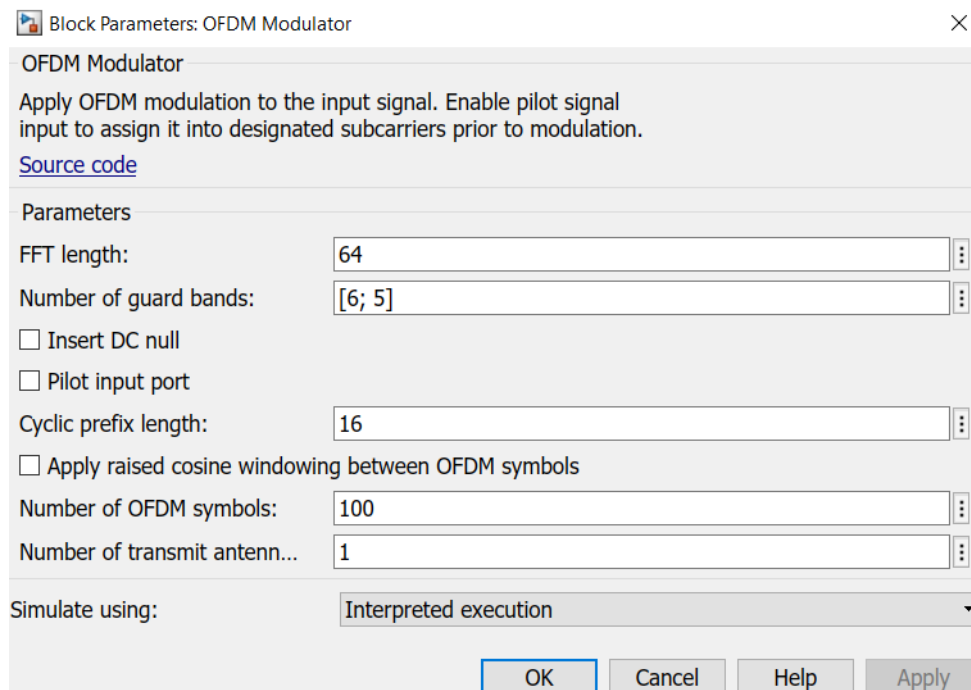 Block Parameters: OFDM Modulator
OFDM Modulator
Apply OFDM modulation to the input signal. Enable pilot signal
input to assign it into designated subcarriers prior to modulation.
Source code
Parameters
FFT length: 64
Number of guard bands: [6; 5]
Insert DC null
Pilot input port
Cyclic prefix length: 16
Apply raised cosine windowing between OFDM symbols
Number of OFDM symbols: 100
Number of transmit antenn... 1
Simulate using: Interpreted execution
OK Cancel Help Apply